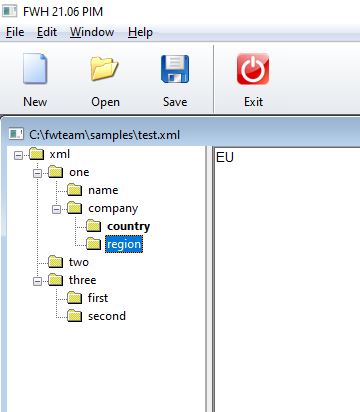 FWH 21.06 PIM
File Edit Window Help
New Open Save Exit
C:\fwteam\samples\test.xml
xml
EU
one
name
company
country
region
two
three
first
second